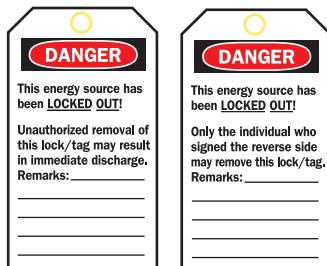 DANGER
This energy source has
been LOCKED OUT!
Unauthorized removal of
this lock/tag may result
in immediate discharge.
Remarks:
DANGER
This energy source has
been LOCKED OUT!
Only the individual who
signed the reverse side
may remove this lock/tag.
Remarks: